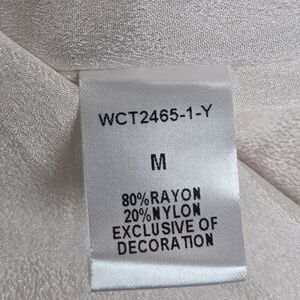 WCT2465-1-Y
M
80%RAYON
20%NYLON
EXCLUSIVE OF
DECORATION